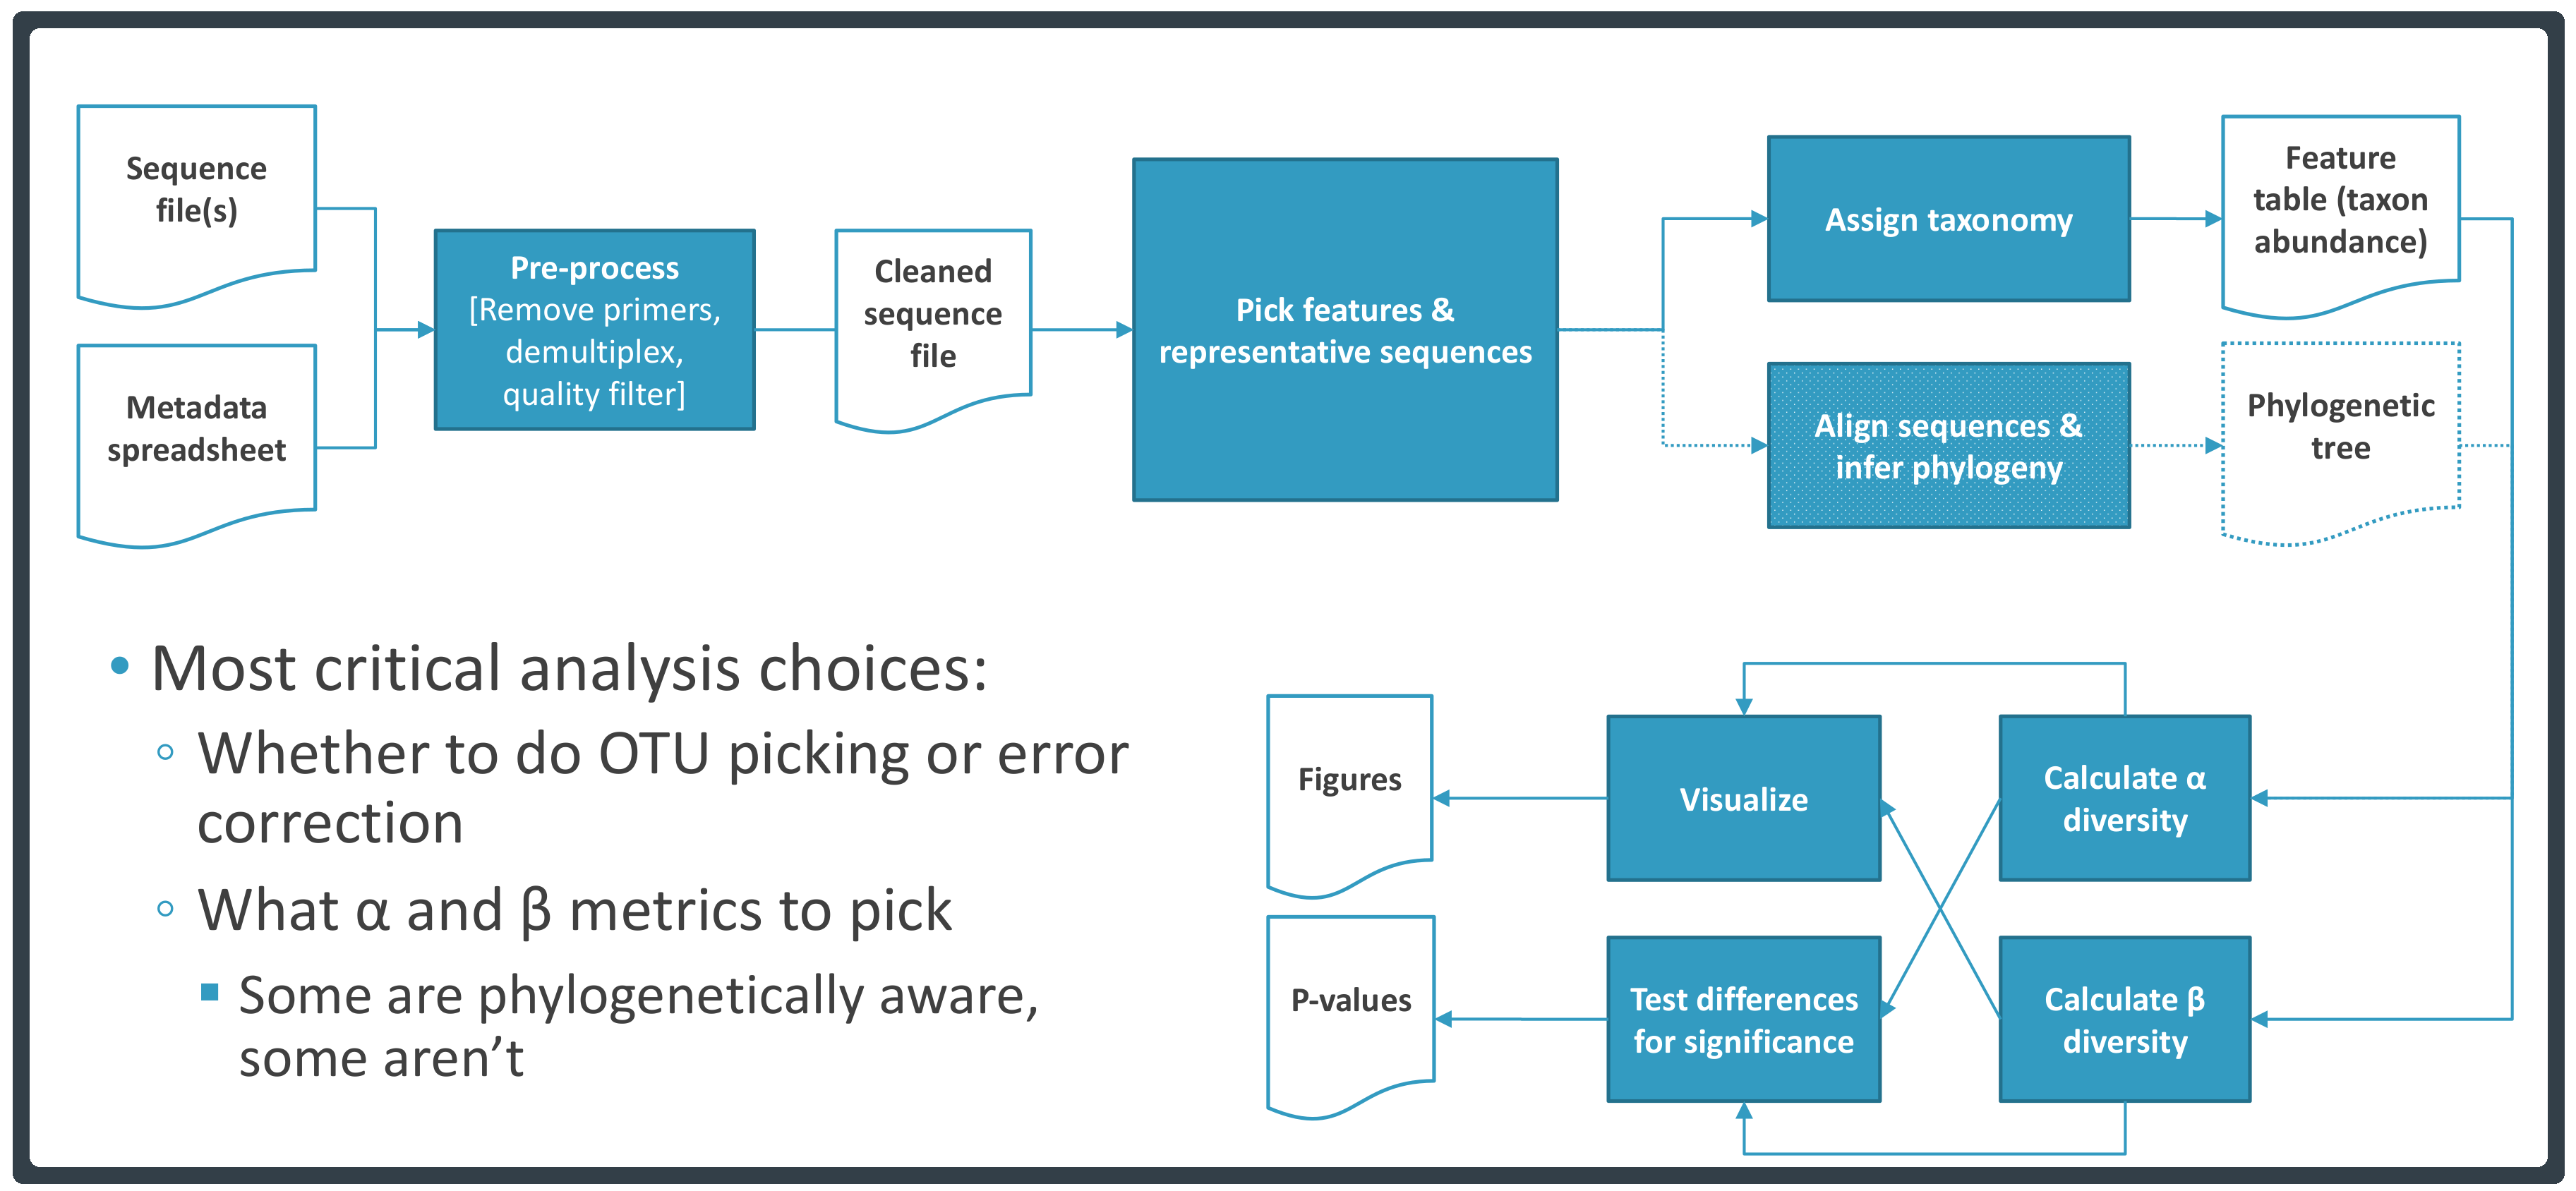 Sequence
file(s)
Metadata
spreadsheet
Pre-process
[Remove primers,
demultiplex,
quality filter]
Cleaned
sequence
file
Pick features &
representative sequences
Assign taxonomy
Feature
table (taxon
abundance)
Align sequences &
infer phylogeny
Phylogenetic
tree
• Most critical analysis choices:
◦ Whether to do OTU picking or error
correction
◦ What α and β metrics to pick
▪ Some are phylogenetically aware,
some aren’t
Figures
Visualize
Calculate α
diversity
P-values
Test differences
for significance
Calculate β
diversity